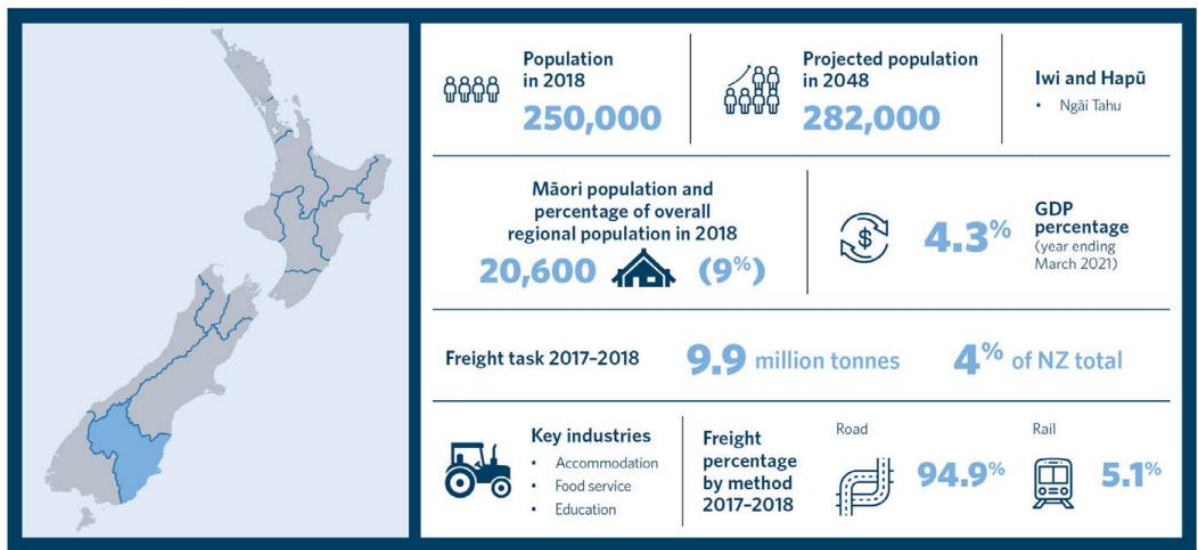 Population
in 2018
250,000
Projected population
in 2048
282,000
Iwi and Hapū
• Ngāi Tahu
Māori population and
percentage of overall
regional population in 2018
20,600 (9%)
$
4.3%
GDP
percentage
(year ending
March 2021)
Freight task 2017–2018 9.9 million tonnes 4% of NZ total
Key industries
• Accommodation
• Food service
• Education
Freight
percentage
by method
2017–2018
Road
94.9%
Rail
5.1%